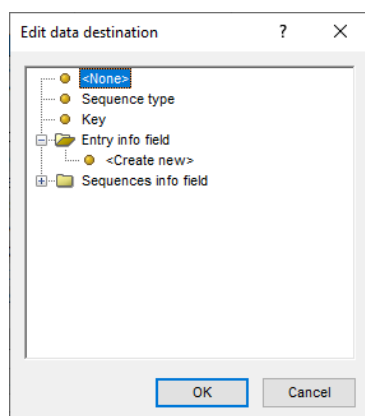 Edit data destination ?
<None>
Sequence type
Key
Entry info field
<Create new>
Sequences info field
OK Cancel